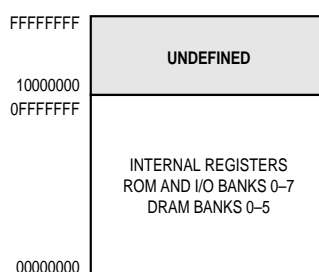 FFFFFFFF
UNDEFINED
10000000
0FFFFFFF
INTERNAL REGISTERS
ROM AND I/O BANKS 0–7
DRAM BANKS 0–5
00000000